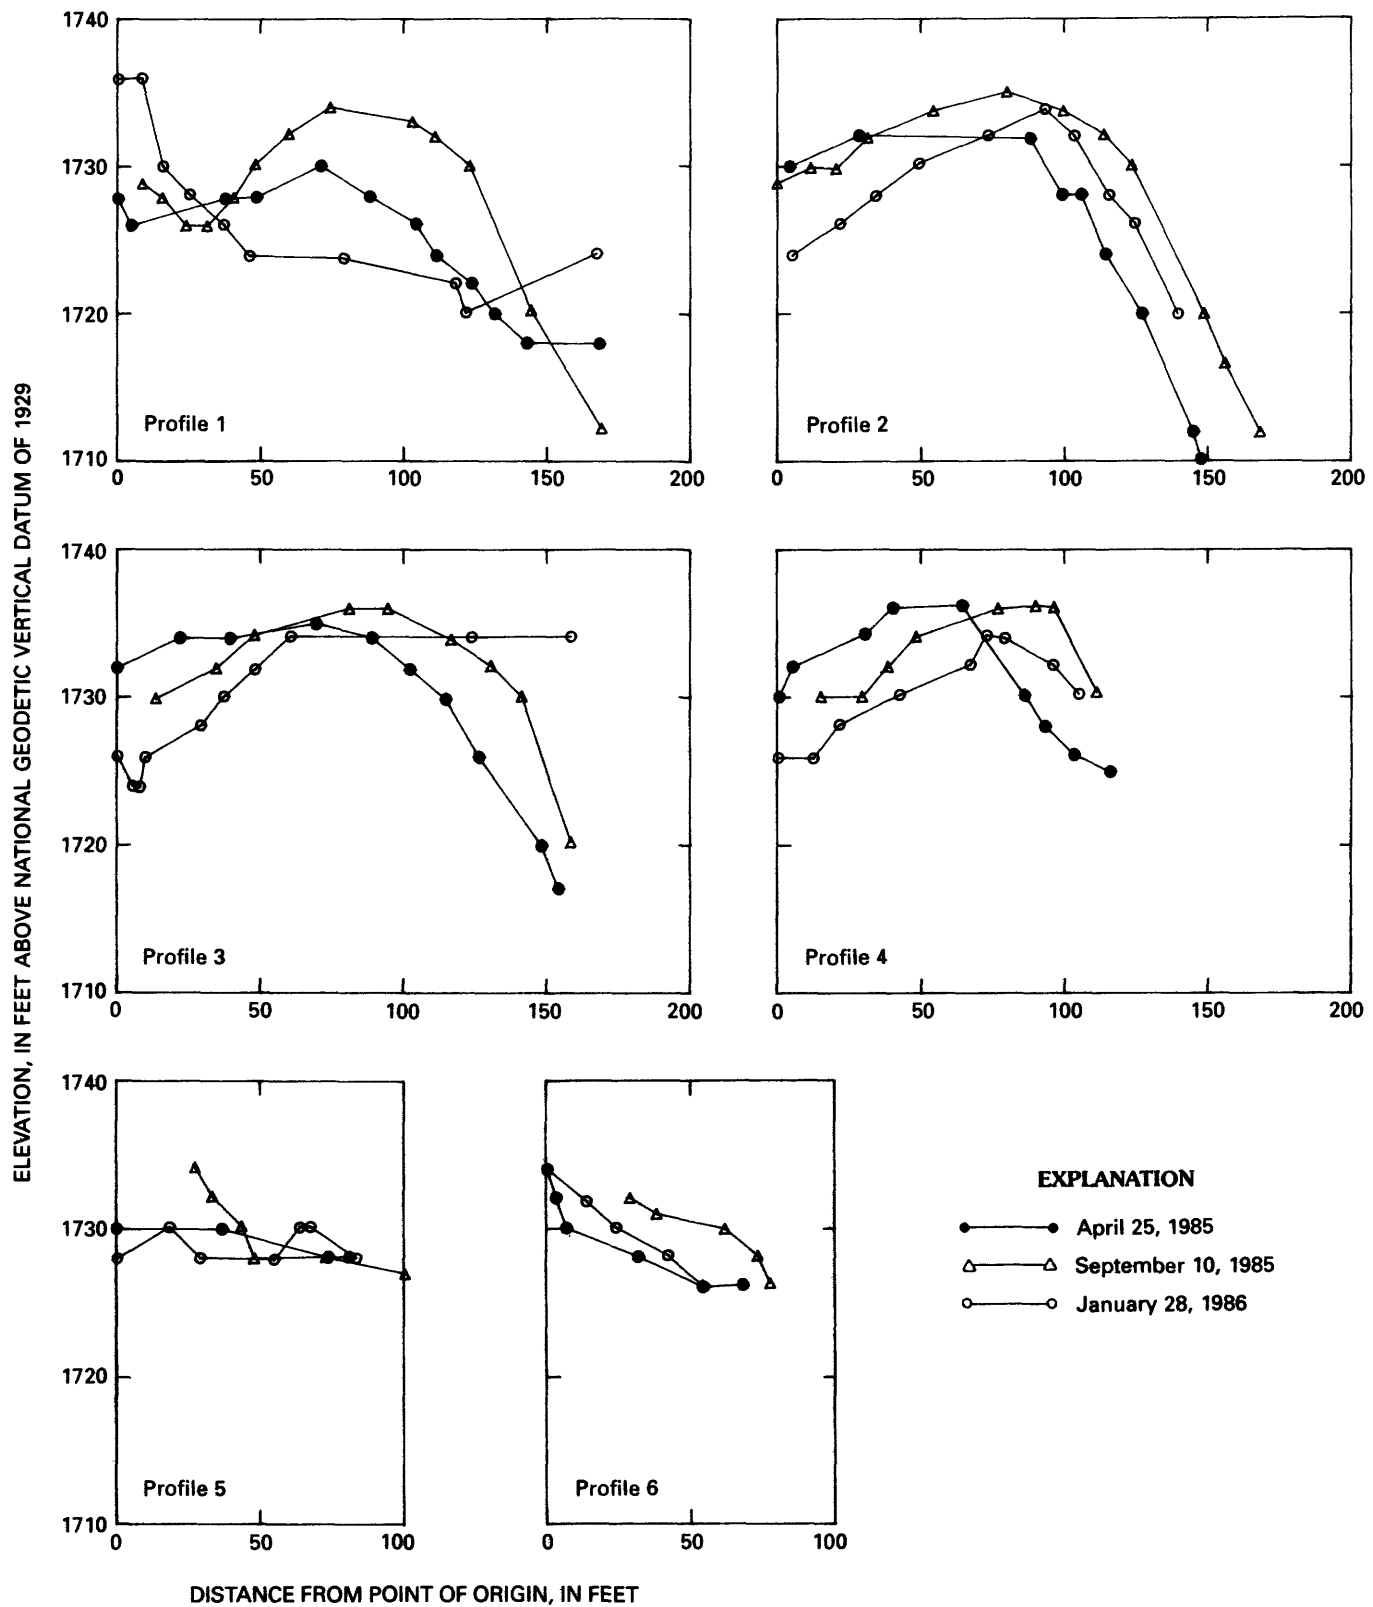 ELEVATION, IN FEET ABOVE NATIONAL GEODETIC VERTICAL DATUM OF 1929
1740
1730
1720
1710
Profile 1
0 50 100 150 200
Profile 2
0 50 100 150 200
1740
1730
1720
1710
Profile 3
0 50 100 150 200
Profile 4
0 50 100 150 200
1740
1730
1720
1710
Profile 5
0 50 100
Profile 6
0 50 100
EXPLANATION
April 25, 1985
September 10, 1985
January 28, 1986
DISTANCE FROM POINT OF ORIGIN, IN FEET